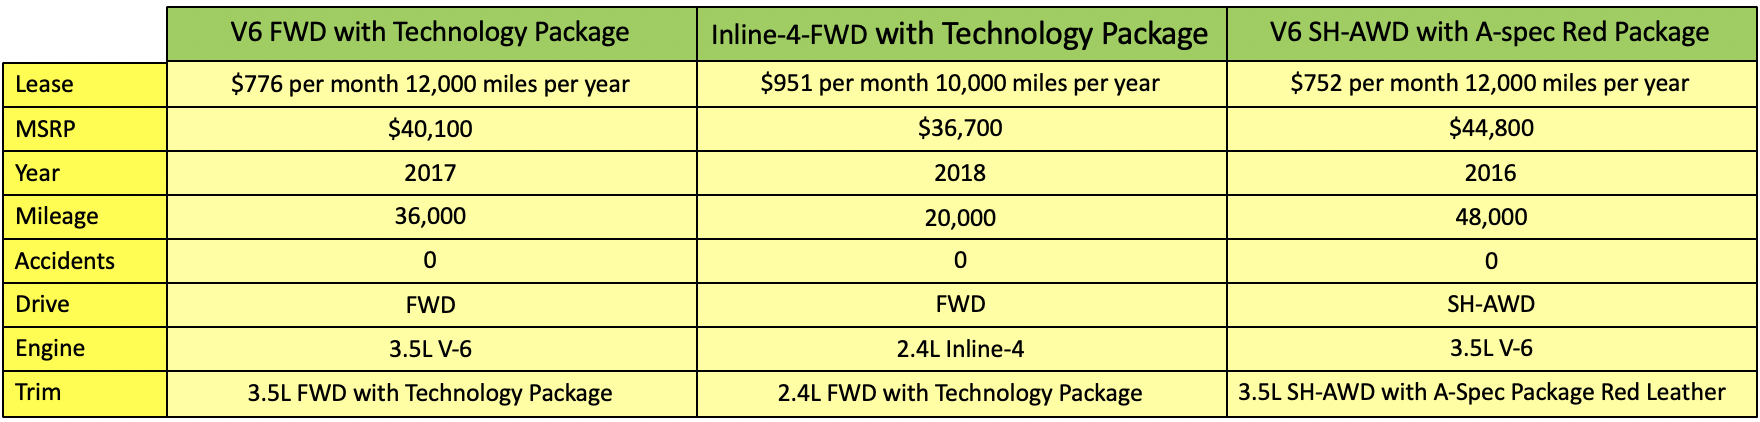 V6 FWD with Technology Package Inline-4-FWD with Technology Package V6 SH-AWD with A-spec Red Package
Lease $776 per month 12,000 miles per year $951 per month 10,000 miles per year $752 per month 12,000 miles per year
MSRP $40,100 $36,700 $44,800
Year 2017 2018 2016
Mileage 36,000 20,000 48,000
Accidents 0 0 0
Drive FWD FWD SH-AWD
Engine 3.5L V-6 2.4L Inline-4 3.5L V-6
Trim 3.5L FWD with Technology Package 2.4L FWD with Technology Package 3.5L SH-AWD with A-Spec Package Red Leather